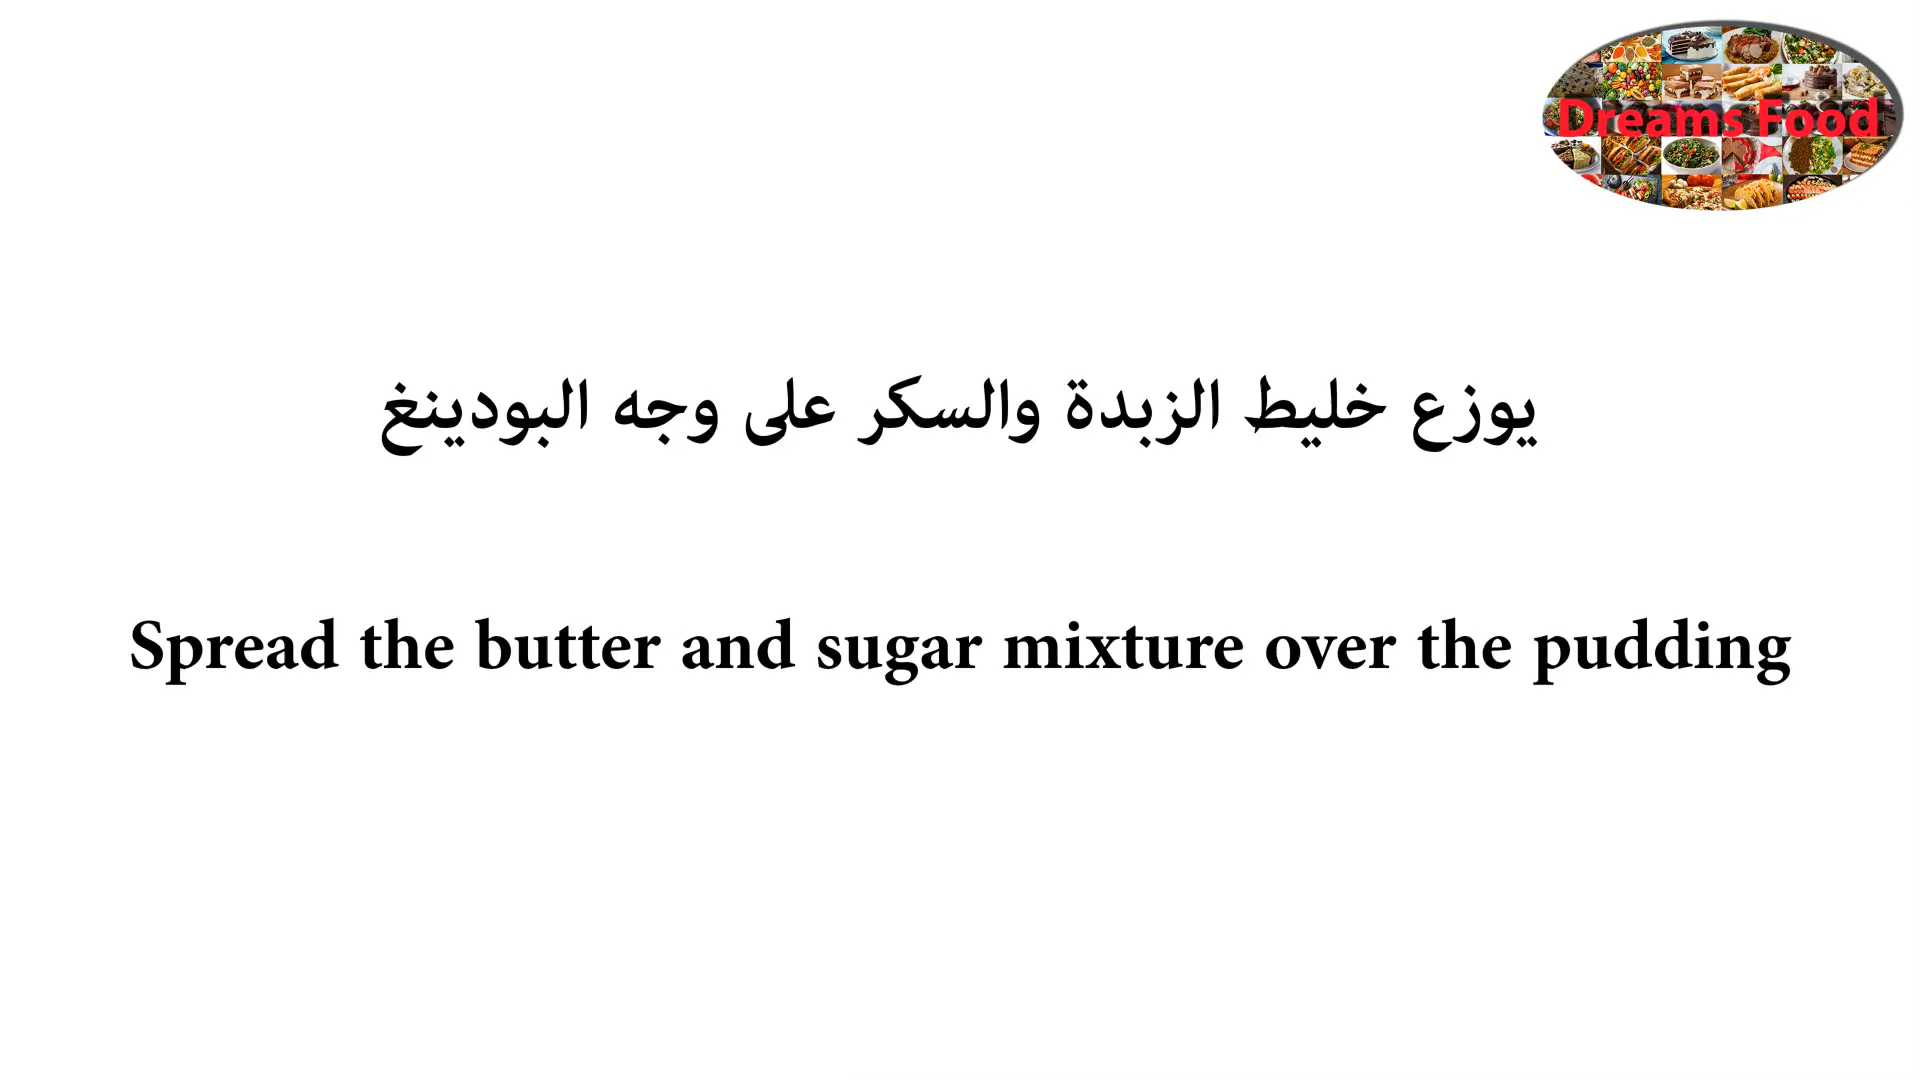 Dreams Food
يوزع خليط الزبدة والسكر على وجه البودينغ
Spread the butter and sugar mixture over the pudding